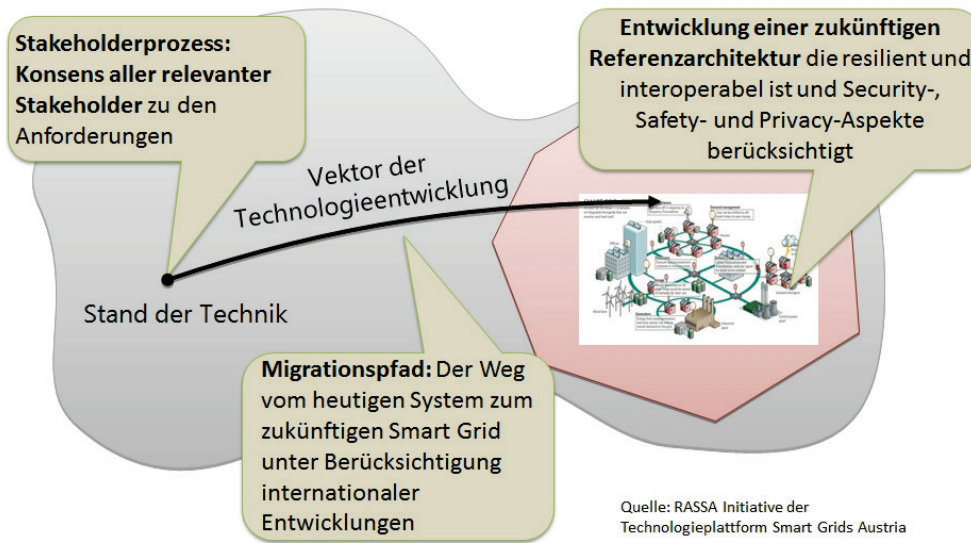 Stakeholderprozess:
Konsens aller relevanter
Stakeholder zu den
Anforderungen
Entwicklung einer zukünftigen
Referenzarchitektur die resilient und
interoperabel ist und Security-,
Safety- und Privacy-Aspekte
berücksichtigt
Vektor der
Technologieentwicklung
Stand der Technik
Migrationspfad: Der Weg
vom heutigen System zum
zukünftigen Smart Grid
unter Berücksichtigung
internationaler
Entwicklungen
Quelle: RASSA Initiative der
Technologieplattform Smart Grids Austria